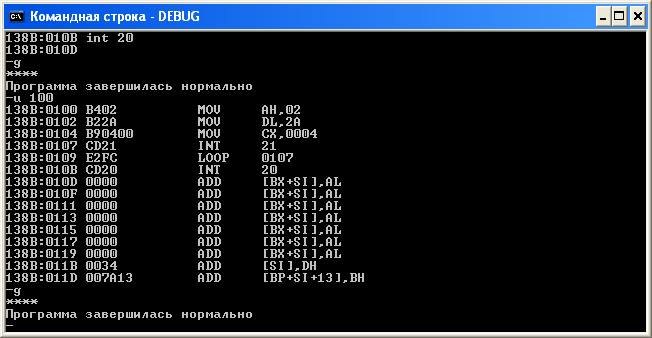 Командная строка - DEBUG
138B:010B int 20
138B:010D
-g
****
Программа завершилась нормально
-u 100
138B:0100 B402 MOV AH,02
138B:0102 B22A MOV DL,2A
138B:0104 B90400 MOV CX,0004
138B:0107 CD21 INT 21
138B:0109 E2FC LOOP 0107
138B:010B CD20 INT 20
138B:010D 0000 ADD [BX+SI],AL
138B:010F 0000 ADD [BX+SI],AL
138B:0111 0000 ADD [BX+SI],AL
138B:0113 0000 ADD [BX+SI],AL
138B:0115 0000 ADD [BX+SI],AL
138B:0117 0000 ADD [BX+SI],AL
138B:0119 0000 ADD [BX+SI],AL
138B:011B 0034 ADD [SI],DH
138B:011D 007A13 ADD [BP+SI+13],BH
-g
****
Программа завершилась нормально
-